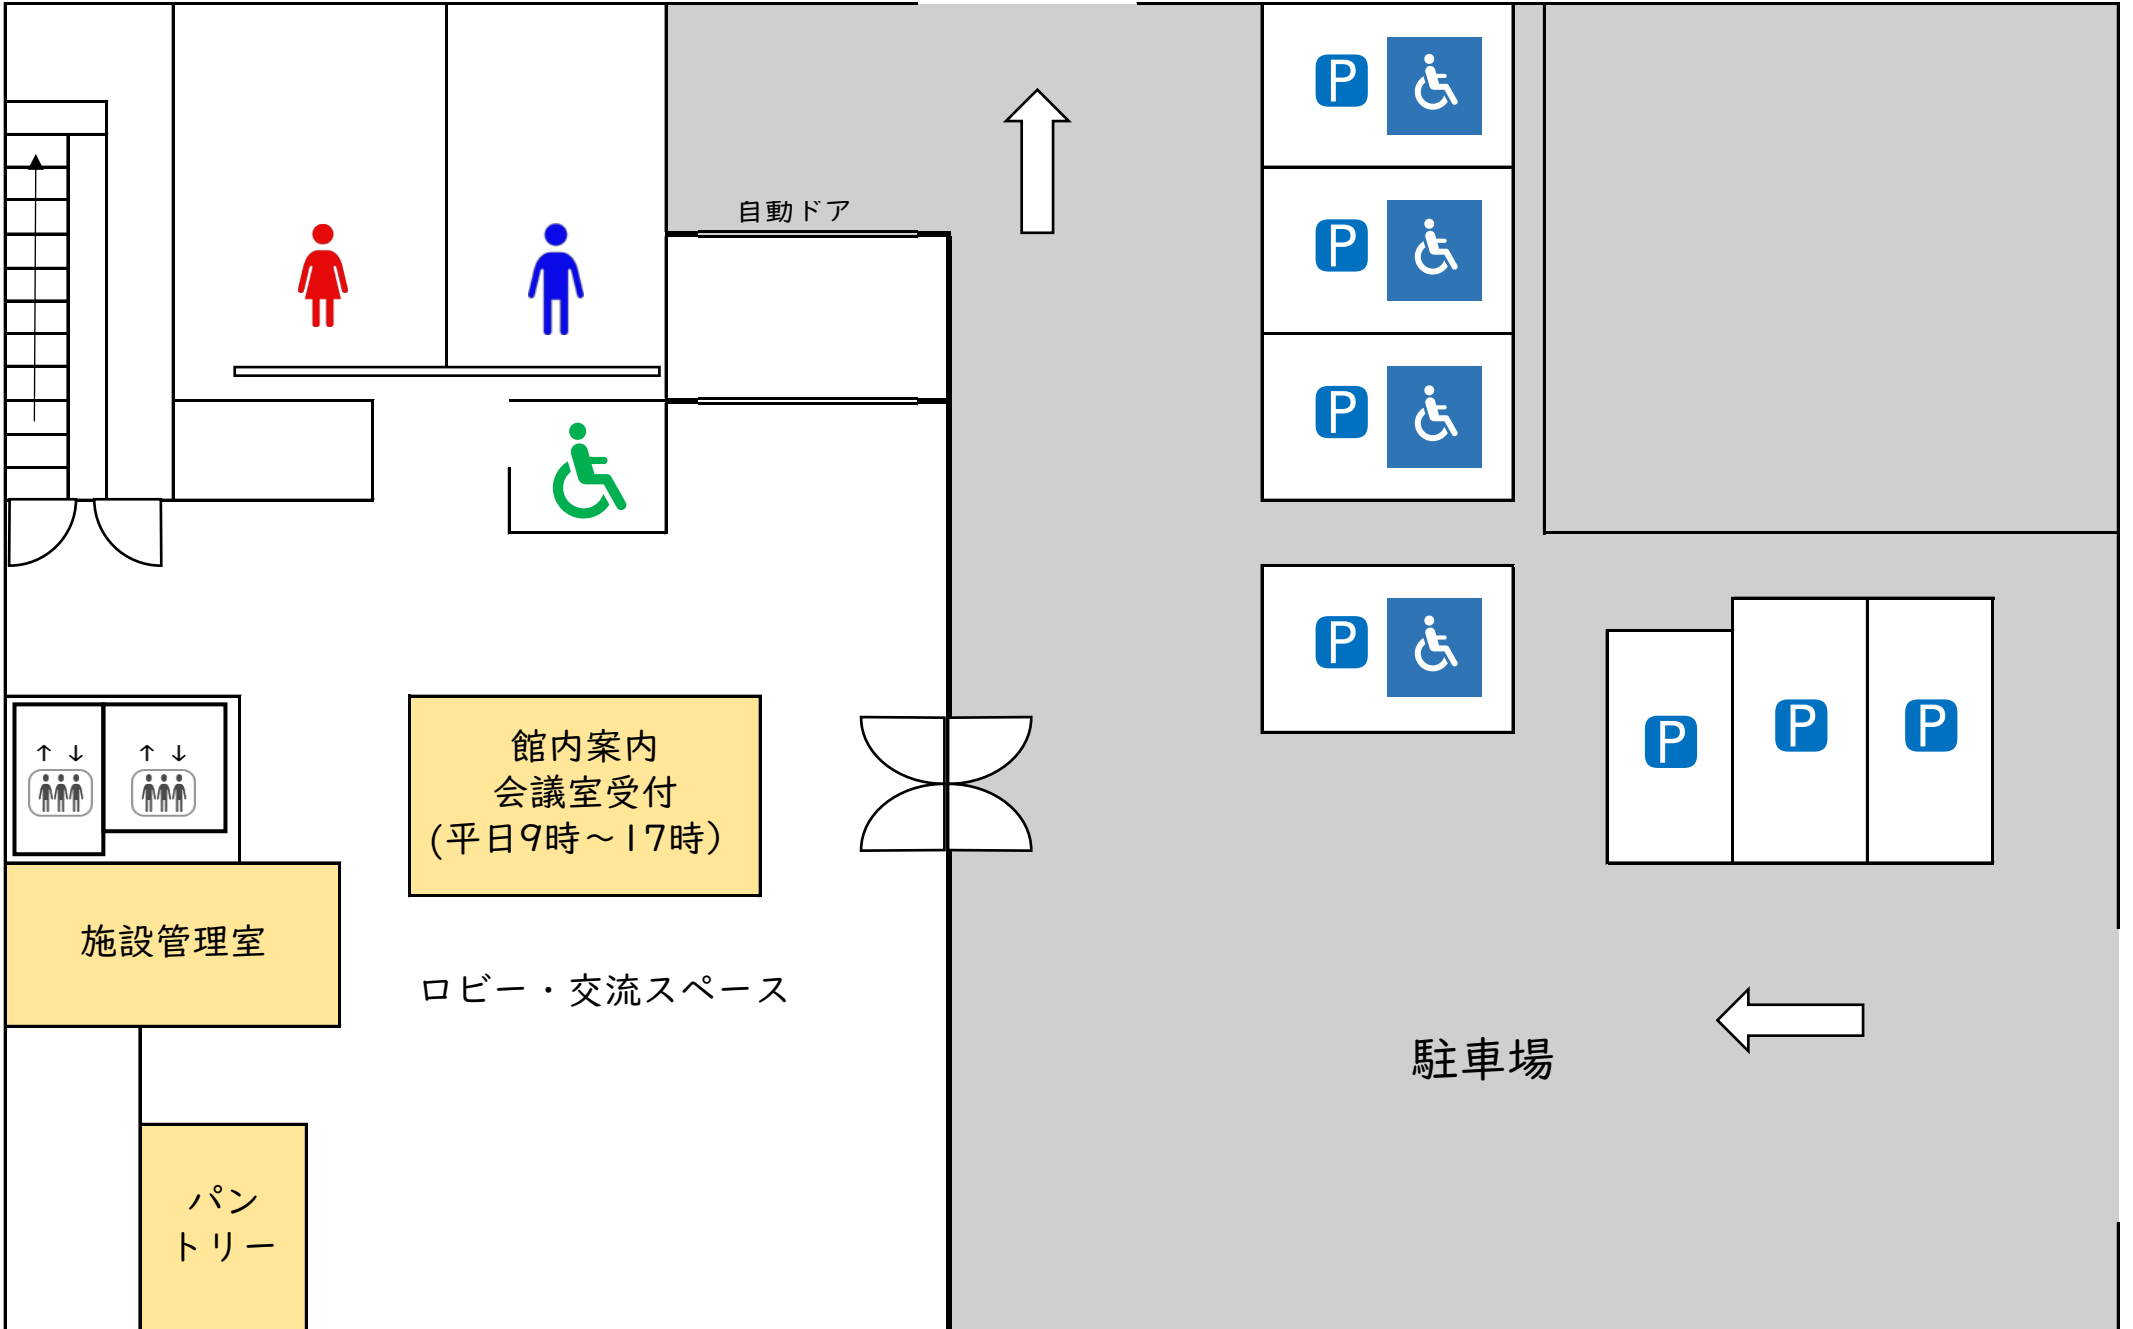 P
P
自動ドア
P
P
P
P
P
P
↑ ↓ ↑ ↓
館内案内
会議室受付
(平日9時～17時)
施設管理室
ロビー・交流スペース
駐車場
パン
トリー